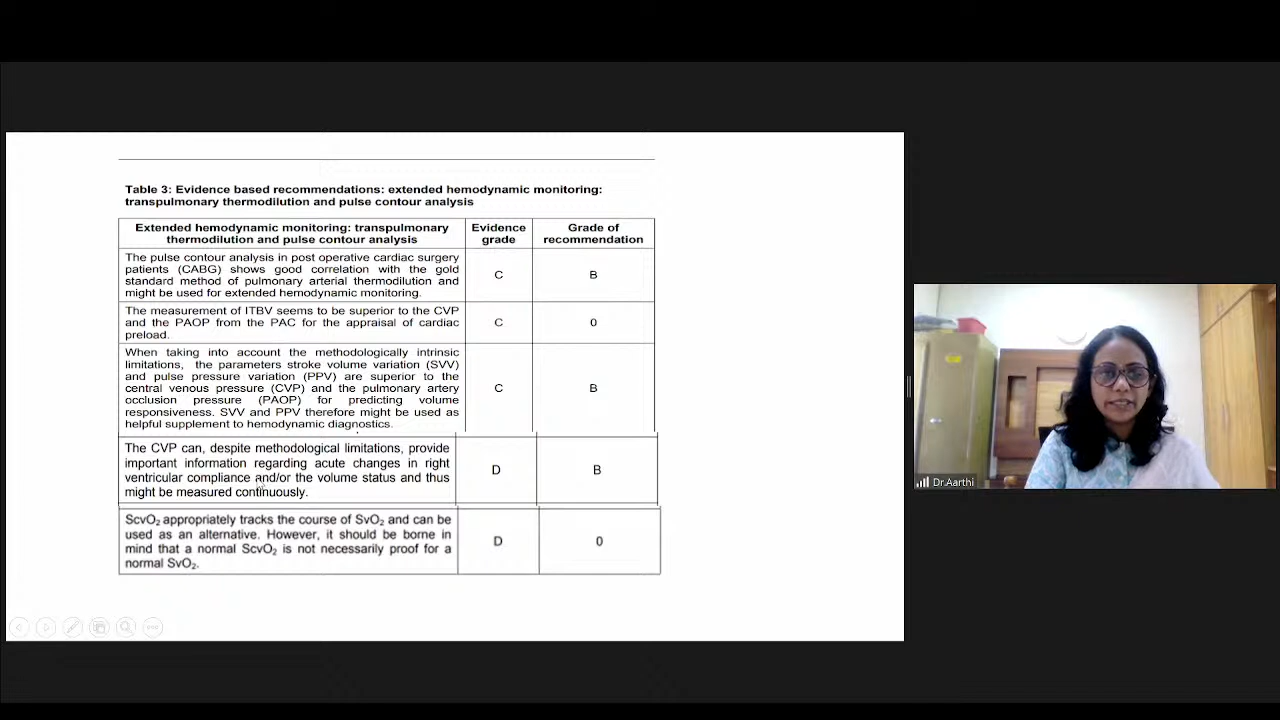 Table 3: Evidence based recommendations: extended hemodynamic monitoring:
transpulmonary thermodilution and pulse contour analysis
Extended hemodynamic monitoring: transpulmonary
thermodilution and pulse contour analysis
Evidence
grade
Grade of
recommendation
The pulse contour analysis in post operative cardiac surgery
patients (CABG) shows good correlation with the gold
standard method of pulmonary arterial thermodilution and
might be used for extended hemodynamic monitoring.
C
B
The measurement of ITBV seems to be superior to the CVP
and the PAOP from the PAC for the appraisal of cardiac
preload.
C
0
When taking into account the methodologically intrinsic
limitations, the parameters stroke volume variation (SVV)
and pulse pressure variation (PPV) are superior to the
central venous pressure (CVP) and the pulmonary artery
occlusion pressure (PAOP) for predicting volume
responsiveness. SVV and PPV therefore might be used as
helpful supplement to hemodynamic diagnostics.
C
B
The CVP can, despite methodological limitations, provide
important information regarding acute changes in right
ventricular compliance and/or the volume status and thus
might be measured continuously.
D
B
ScvO₂ appropriately tracks the course of SvO₂ and can be
used as an alternative. However, it should be borne in
mind that a normal ScvO₂ is not necessarily proof for a
normal SvO₂.
D
0
Dr.Aarthi